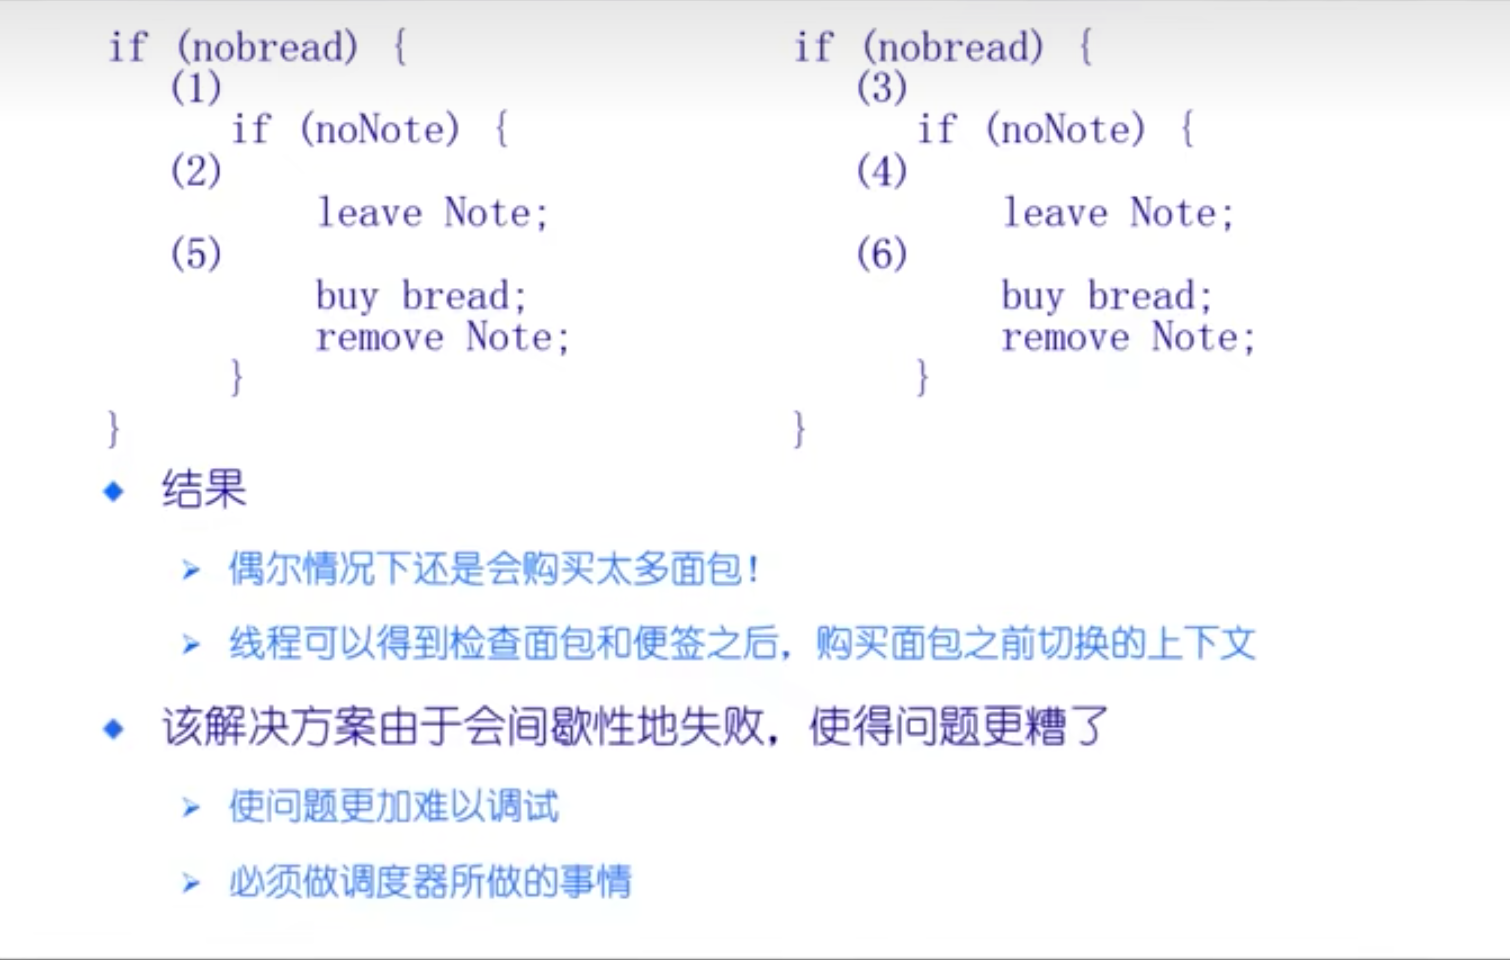 if (nobread) {
(1)
if (noNote) {
(2)
leave Note;
(5)
buy bread;
remove Note;
}
}
if (nobread) {
(3)
if (noNote) {
(4)
leave Note;
(6)
buy bread;
remove Note;
}
}
结果
偶尔情况下还是会购买太多面包!
线程可以得到检查面包和便签之后，购买面包之前切换的上下文
该解决方案由于会间歇性地失败，使得问题更糟了
使问题更加难以调试
必须做调度器所做的事情